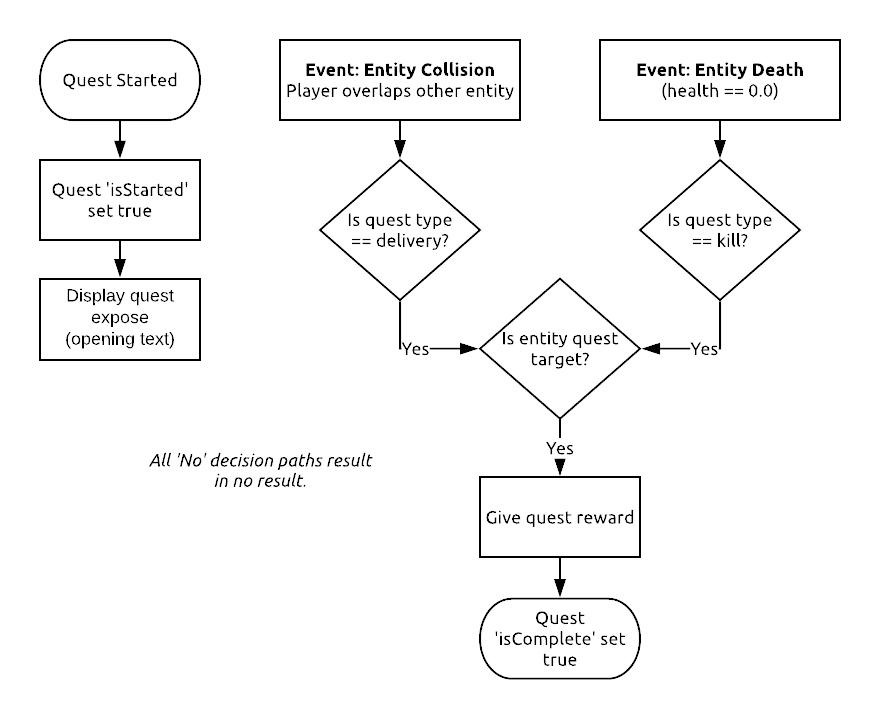 Quest Started
Quest 'isStarted'
set true
Display quest
expose
(opening text)
Event: Entity Collision
Player overlaps other entity
Is quest type
== delivery?
Yes
Event: Entity Death
(health == 0.0)
Is quest type
== kill?
Yes
Is entity quest
target?
Yes
Give quest reward
Quest
'isComplete' set
true
All 'No' decision paths result
in no result.